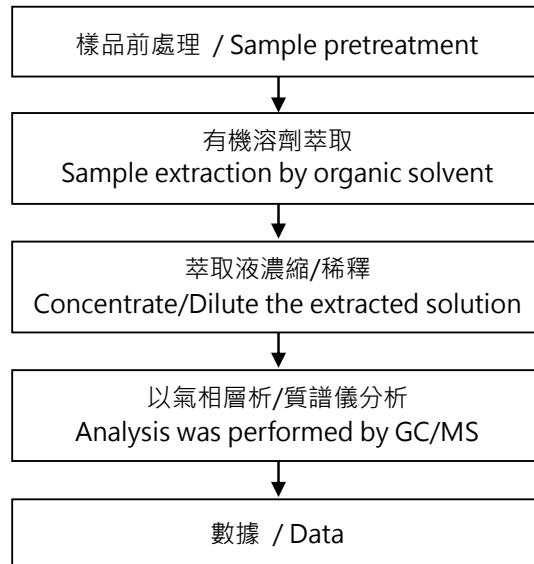 樣品前處理 / Sample pretreatment
有機溶劑萃取
Sample extraction by organic solvent
萃取液濃縮/稀釋
Concentrate/Dilute the extracted solution
以氣相層析/質譜儀分析
Analysis was performed by GC/MS
數據 / Data